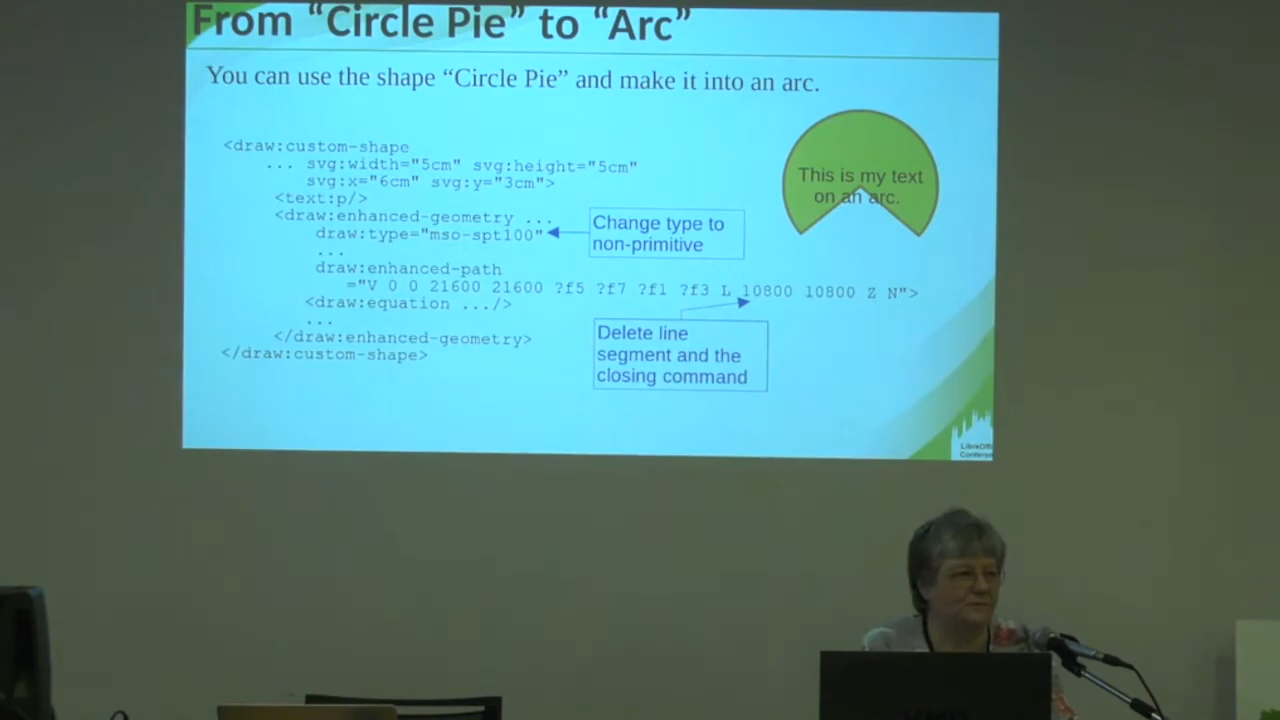 From “Circle Pie” to “Arc”
You can use the shape “Circle Pie” and make it into an arc.
<draw:custom-shape
... svg:width="5cm" svg:height="5cm"
svg:x="6cm" svg:y="3cm">
<text:p/>
<draw:enhanced-geometry ...
draw:type="mso-spt100"
...
draw:enhanced-path
="V 0 0 21600 21600 ?f5 ?f7 ?f1 ?f3 L 10800 10800 Z N">
<draw:equation .../>
...
</draw:enhanced-geometry>
</draw:custom-shape>
Change type to
non-primitive
Delete line
segment and the
closing command
This is my text
on an arc.